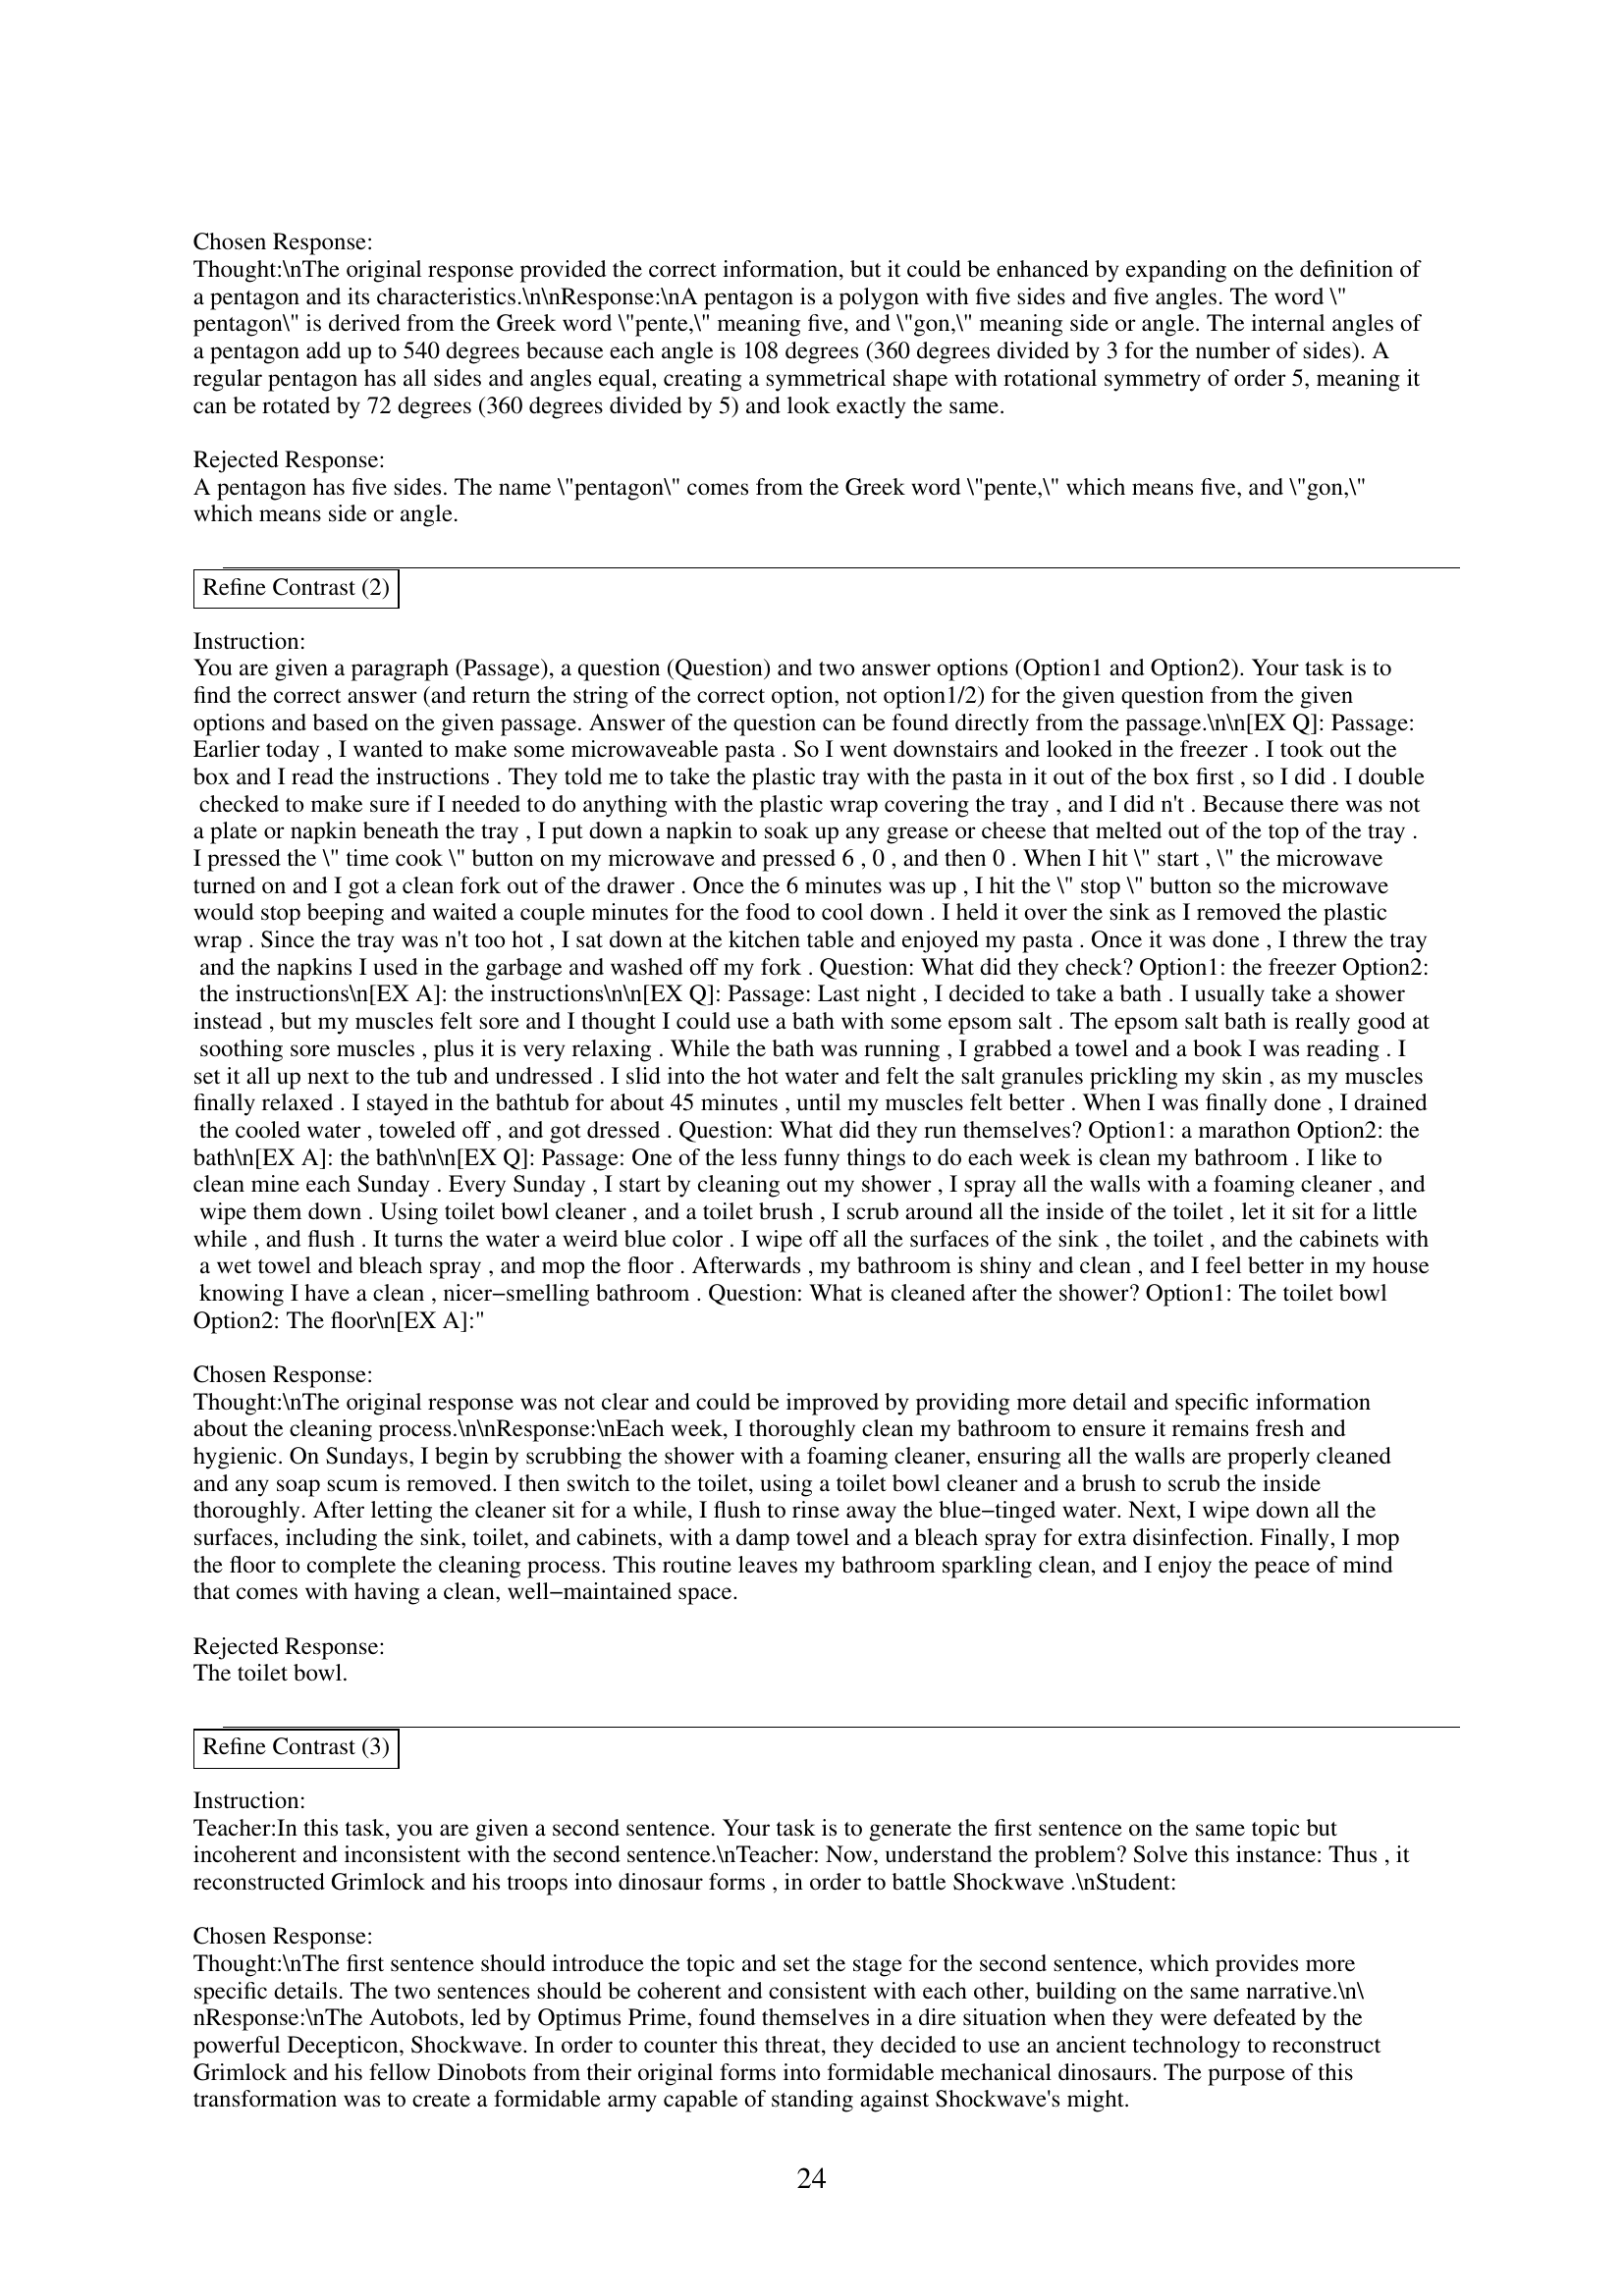 Chosen Response:
Thought:\nThe original response provided the correct information, but it could be enhanced by expanding on the definition of
a pentagon and its characteristics.\n\nResponse:\nA pentagon is a polygon with five sides and five angles. The word \"
pentagon\" is derived from the Greek word \"pente,\" meaning five, and \"gon,\" meaning side or angle. The internal angles of
a pentagon add up to 540 degrees because each angle is 108 degrees (360 degrees divided by 3 for the number of sides). A
regular pentagon has all sides and angles equal, creating a symmetrical shape with rotational symmetry of order 5, meaning it
can be rotated by 72 degrees (360 degrees divided by 5) and look exactly the same.
Rejected Response:
A pentagon has five sides. The name \"pentagon\" comes from the Greek word \"pente,\" which means five, and \"gon,\"
which means side or angle.
Refine Contrast (2)
Instruction:
You are given a paragraph (Passage), a question (Question) and two answer options (Option1 and Option2). Your task is to
find the correct answer (and return the string of the correct option, not option1/2) for the given question from the given
options and based on the given passage. Answer of the question can be found directly from the passage.\n\n[EX Q]: Passage:
Earlier today , I wanted to make some microwaveable pasta . So I went downstairs and looked in the freezer . I took out the
box and I read the instructions . They told me to take the plastic tray with the pasta in it out of the box first , so I did . I double
checked to make sure if I needed to do anything with the plastic wrap covering the tray , and I did n't . Because there was not
a plate or napkin beneath the tray , I put down a napkin to soak up any grease or cheese that melted out of the top of the tray .
I pressed the \" time cook \" button on my microwave and pressed 6 , 0 , and then 0 . When I hit \" start , \" the microwave
turned on and I got a clean fork out of the drawer . Once the 6 minutes was up , I hit the \" stop \" button so the microwave
would stop beeping and waited a couple minutes for the food to cool down . I held it over the sink as I removed the plastic
wrap . Since the tray was n't too hot , I sat down at the kitchen table and enjoyed my pasta . Once it was done , I threw the tray
and the napkins I used in the garbage and washed off my fork . Question: What did they check? Option1: the freezer Option2:
the instructions\n[EX A]: the instructions\n\n[EX Q]: Passage: Last night , I decided to take a bath . I usually take a shower
instead , but my muscles felt sore and I thought I could use a bath with some epsom salt . The epsom salt bath is really good at
soothing sore muscles , plus it is very relaxing . While the bath was running , I grabbed a towel and a book I was reading . I
set it all up next to the tub and undressed . I slid into the hot water and felt the salt granules prickling my skin , as my muscles
finally relaxed . I stayed in the bathtub for about 45 minutes , until my muscles felt better . When I was finally done , I drained
the cooled water , toweled off , and got dressed . Question: What did they run themselves? Option1: a marathon Option2: the
bath\n[EX A]: the bath\n\n[EX Q]: Passage: One of the less funny things to do each week is clean my bathroom . I like to
clean mine each Sunday . Every Sunday , I start by cleaning out my shower , I spray all the walls with a foaming cleaner , and
wipe them down . Using toilet bowl cleaner , and a toilet brush , I scrub around all the inside of the toilet , let it sit for a little
while , and flush . It turns the water a weird blue color . I wipe off all the surfaces of the sink , the toilet , and the cabinets with
a wet towel and bleach spray , and mop the floor . Afterwards , my bathroom is shiny and clean , and I feel better in my house
knowing I have a clean , nicer−smelling bathroom . Question: What is cleaned after the shower? Option1: The toilet bowl
Option2: The floor\n[EX A]:"
Chosen Response:
Thought:\nThe original response was not clear and could be improved by providing more detail and specific information
about the cleaning process.\n\nResponse:\nEach week, I thoroughly clean my bathroom to ensure it remains fresh and
hygienic. On Sundays, I begin by scrubbing the shower with a foaming cleaner, ensuring all the walls are properly cleaned
and any soap scum is removed. I then switch to the toilet, using a toilet bowl cleaner and a brush to scrub the inside
thoroughly. After letting the cleaner sit for a while, I flush to rinse away the blue−tinged water. Next, I wipe down all the
surfaces, including the sink, toilet, and cabinets, with a damp towel and a bleach spray for extra disinfection. Finally, I mop
the floor to complete the cleaning process. This routine leaves my bathroom sparkling clean, and I enjoy the peace of mind
that comes with having a clean, well−maintained space.
Rejected Response:
The toilet bowl.
Refine Contrast (3)
Instruction:
Teacher:In this task, you are given a second sentence. Your task is to generate the first sentence on the same topic but
incoherent and inconsistent with the second sentence.\nTeacher: Now, understand the problem? Solve this instance: Thus , it
reconstructed Grimlock and his troops into dinosaur forms , in order to battle Shockwave .\nStudent:
Chosen Response:
Thought:\nThe first sentence should introduce the topic and set the stage for the second sentence, which provides more
specific details. The two sentences should be coherent and consistent with each other, building on the same narrative.\n\
nResponse:\nThe Autobots, led by Optimus Prime, found themselves in a dire situation when they were defeated by the
powerful Decepticon, Shockwave. In order to counter this threat, they decided to use an ancient technology to reconstruct
Grimlock and his fellow Dinobots from their original forms into formidable mechanical dinosaurs. The purpose of this
transformation was to create a formidable army capable of standing against Shockwave's might.
24